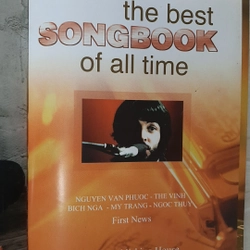 the best
SONGBOOK
of all time
NGUYEN VAN PHUOC - THE VINH
BICH NGA - MY TRANG - NGOC THUY
First News